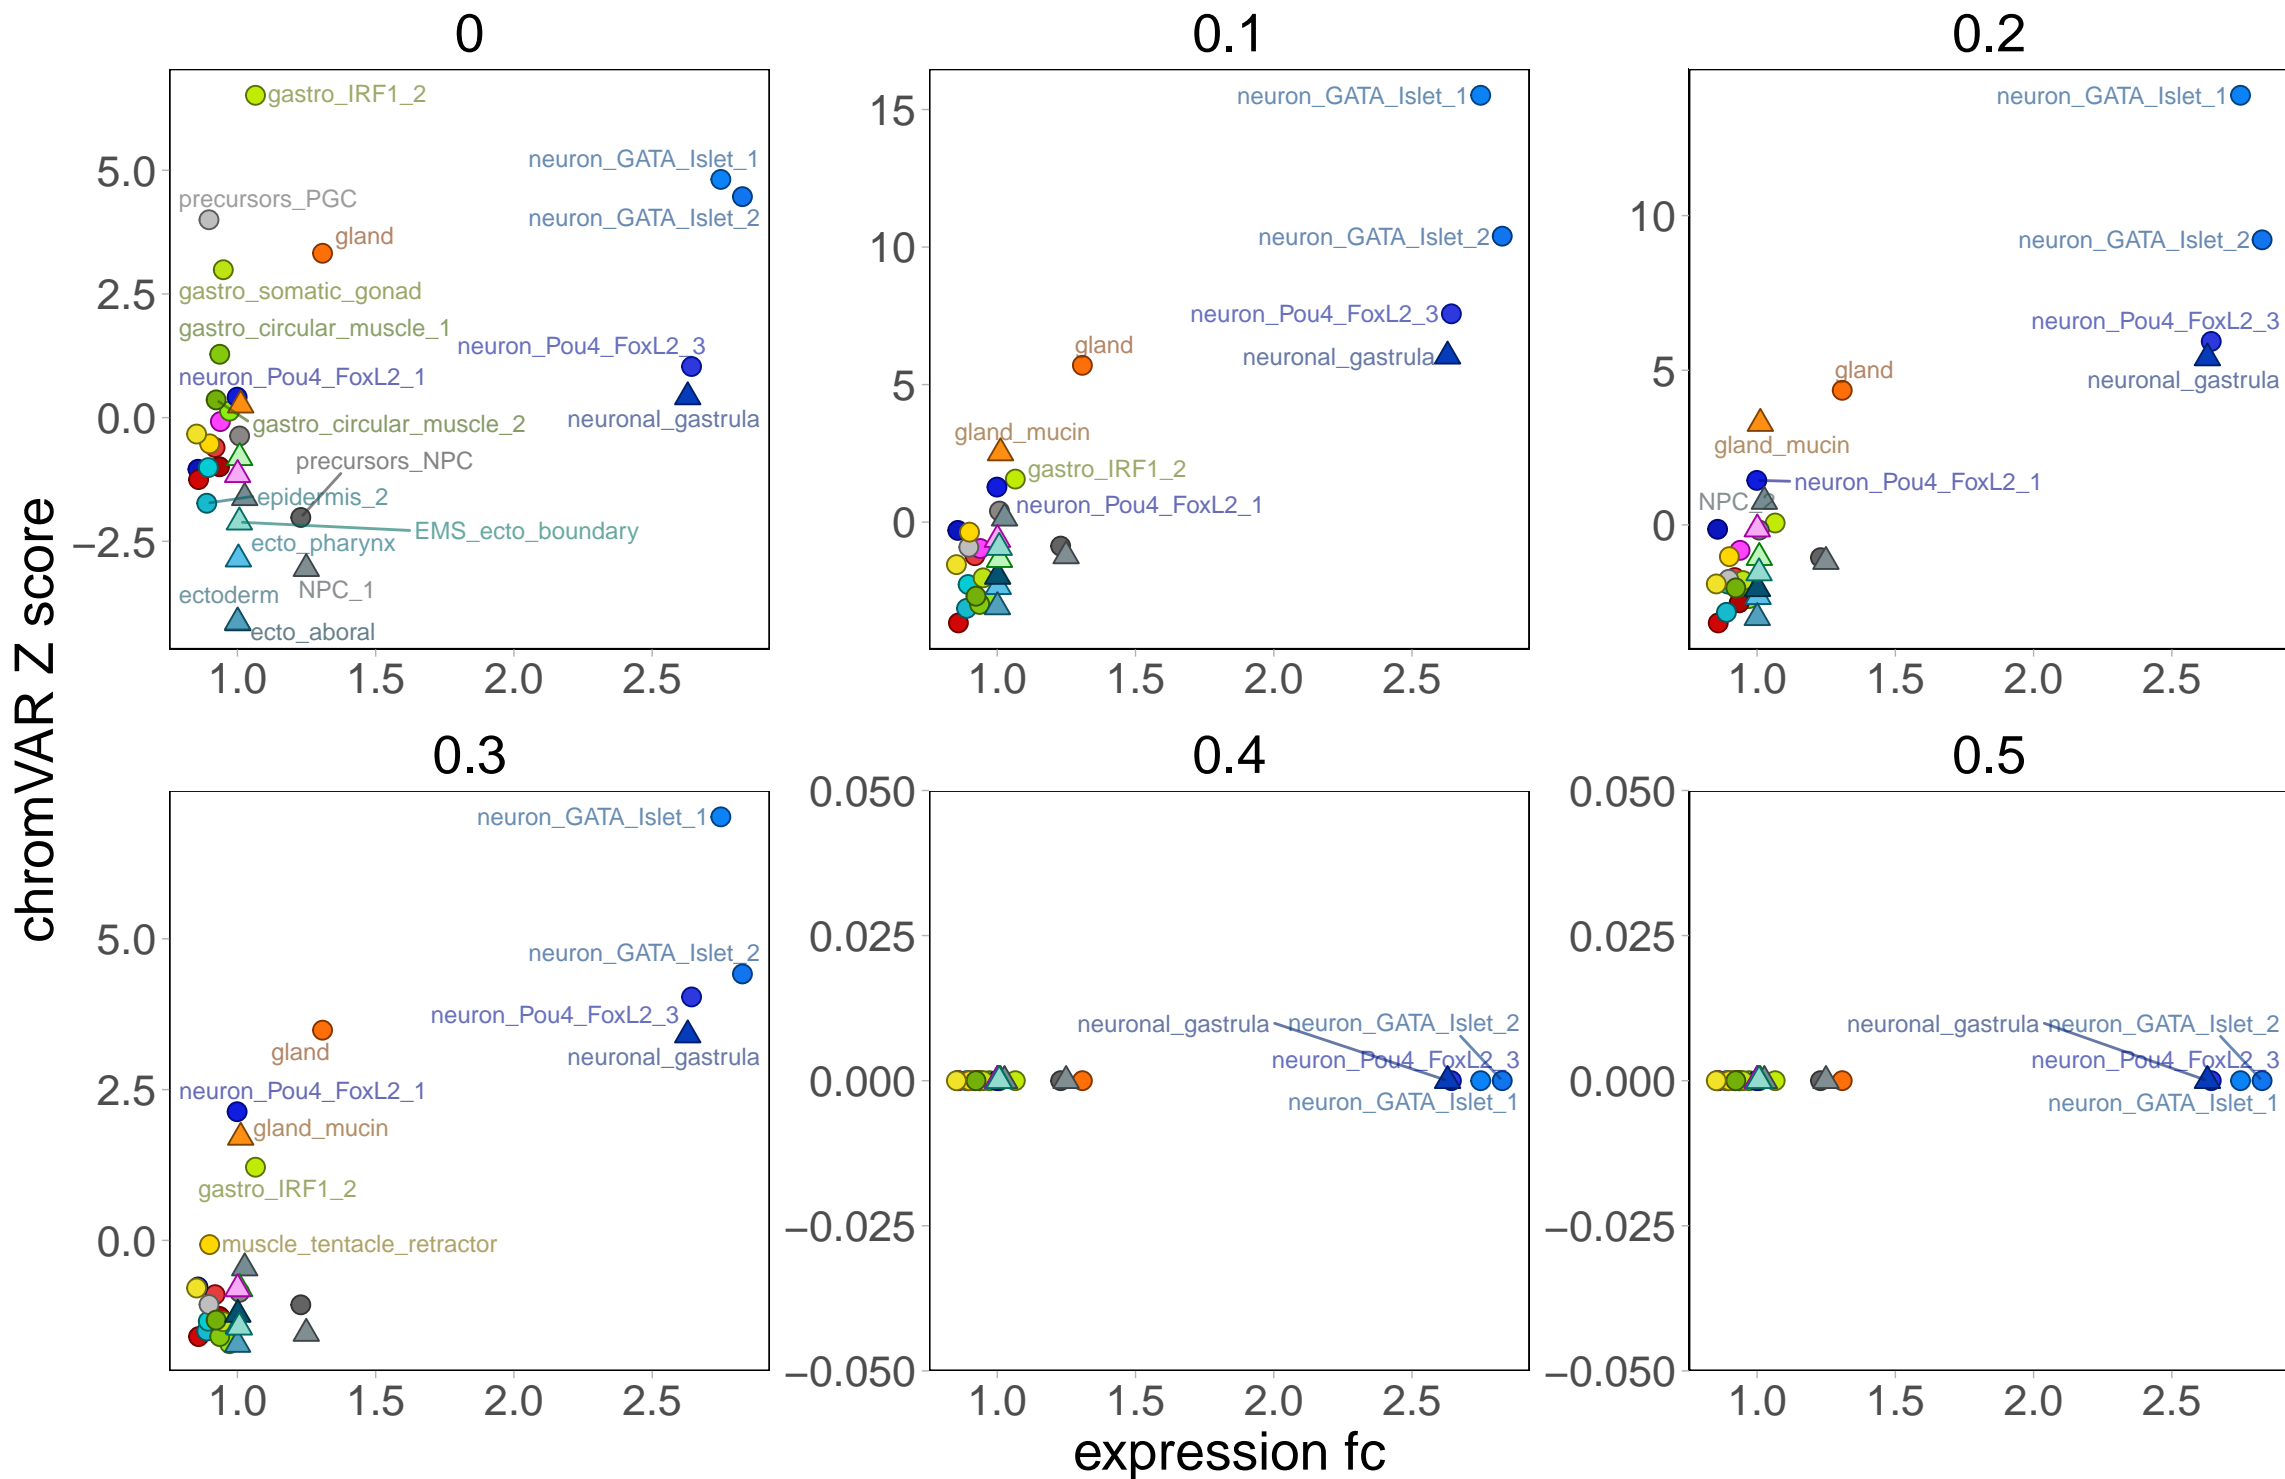 0
0.1
0.2
chromVAR Z score
5.0
2.5
0.0
−2.5
gastro_IRF1_2
neuron_GATA_Islet_1
precursors_PGC
neuron_GATA_Islet_2
gland
gastro_somatic_gonad
gastro_circular_muscle_1
neuron_Pou4_FoxL2_3
neuron_Pou4_FoxL2_1
neuronal_gastrula
gastro_circular_muscle_2
precursors_NPC
epidermis_2
EMS_ecto_boundary
ecto_pharynx
NPC_1
ectoderm
ecto_aboral
1.0 1.5 2.0 2.5
15
10
5
0
neuron_GATA_Islet_1
neuron_GATA_Islet_2
neuron_Pou4_FoxL2_3
gland
neuronal_gastrula
gland_mucin
gastro_IRF1_2
neuron_Pou4_FoxL2_1
1.0 1.5 2.0 2.5
10
5
0
neuron_GATA_Islet_1
neuron_GATA_Islet_2
neuron_Pou4_FoxL2_3
gland
neuronal_gastrula
gland_mucin
neuron_Pou4_FoxL2_1
1.0 1.5 2.0 2.5
0.3
0.4
0.5
5.0
2.5
0.0
neuron_GATA_Islet_1
neuron_GATA_Islet_2
neuron_Pou4_FoxL2_3
gland
neuronal_gastrula
neuron_Pou4_FoxL2_1
gland_mucin
gastro_IRF1_2
muscle_tentacle_retractor
1.0 1.5 2.0 2.5
0.050
0.025
0.000
−0.025
−0.050
neuronal_gastrula
neuron_GATA_Islet_2
neuron_Pou4_FoxL2_3
neuron_GATA_Islet_1
1.0 1.5 2.0 2.5
0.050
0.025
0.000
−0.025
−0.050
neuronal_gastrula
neuron_GATA_Islet_2
neuron_Pou4_FoxL2_3
neuron_GATA_Islet_1
1.0 1.5 2.0 2.5
expression fc